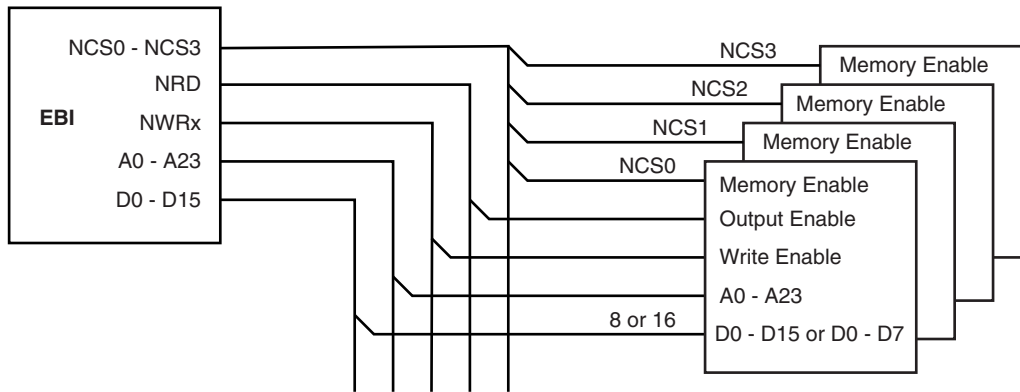 NCS0 - NCS3
NRD
EBI
NWRx
A0 - A23
D0 - D15
NCS3
Memory Enable
NCS2
Memory Enable
NCS1
Memory Enable
NCS0
Memory Enable
Output Enable
Write Enable
A0 - A23
8 or 16
D0 - D15 or D0 - D7